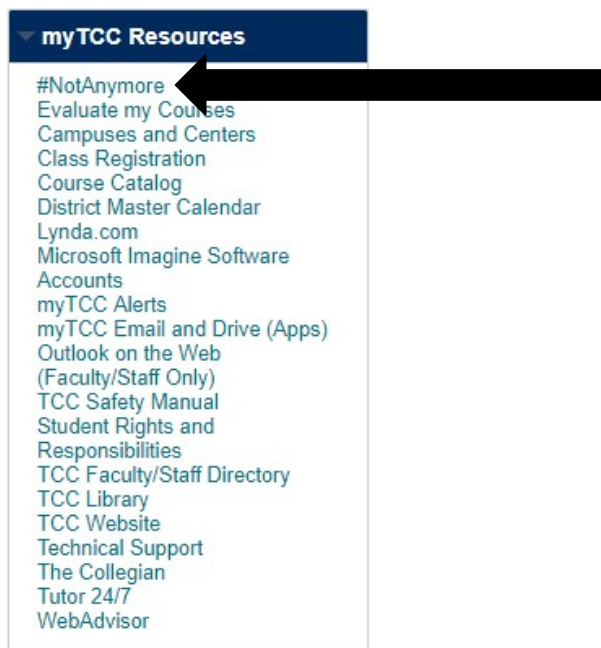 myTCC Resources
#NotAnymore
Evaluate my Courses
Campuses and Centers
Class Registration
Course Catalog
District Master Calendar
Lynda.com
Microsoft Imagine Software
Accounts
myTCC Alerts
myTCC Email and Drive (Apps)
Outlook on the Web
(Faculty/Staff Only)
TCC Safety Manual
Student Rights and
Responsibilities
TCC Faculty/Staff Directory
TCC Library
TCC Website
Technical Support
The Collegian
Tutor 24/7
WebAdvisor